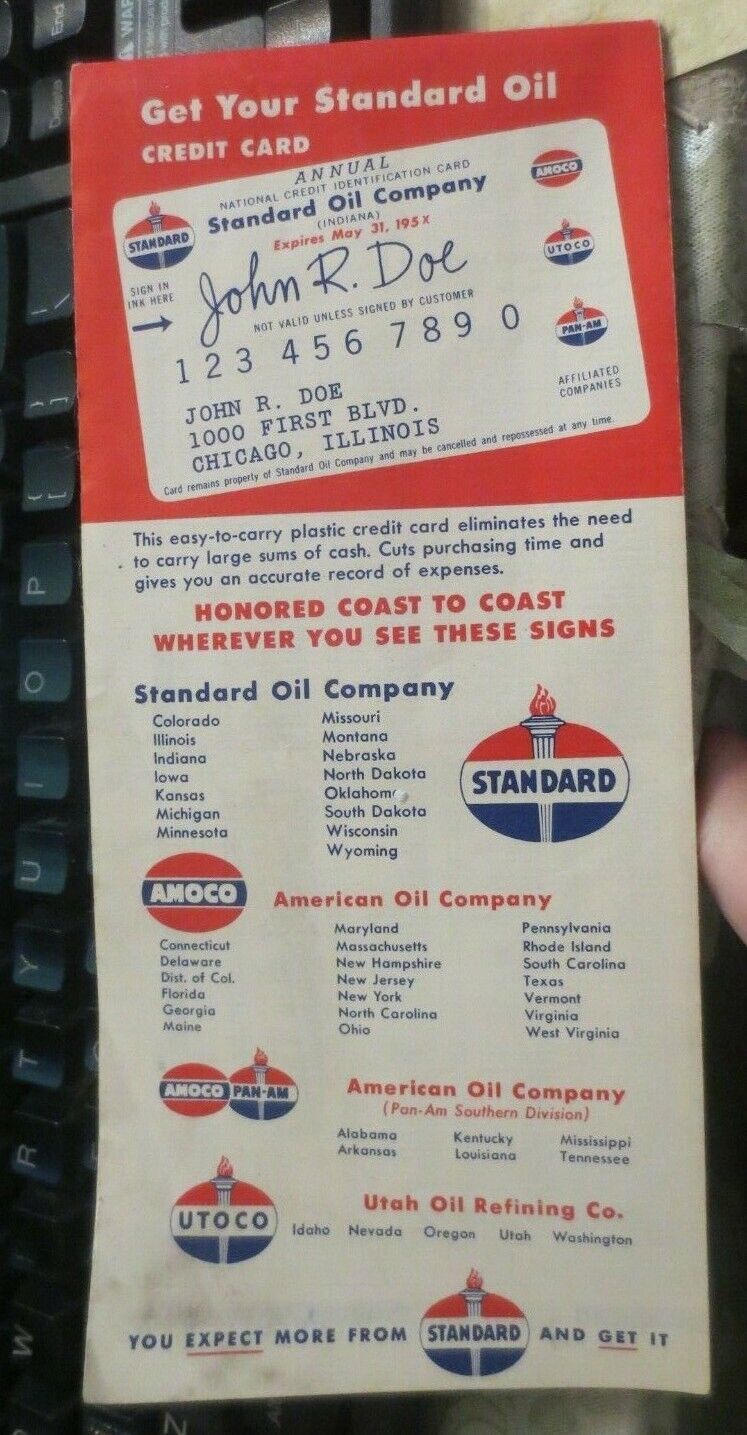 Get Your Standard Oil
CREDIT CARD
ANNUAL
NATIONAL CREDIT IDENTIFICATION CARD
Standard Oil Company
(INDIANA)
Expires May 31, 195X
STANDARD
AMOCO
UTOCO
PAN-AM
SIGN IN
INK HERE
John R. Doe
NOT VALID UNLESS SIGNED BY CUSTOMER
123 456 789 0
JOHN R. DOE
1000 FIRST BLVD.
CHICAGO, ILLINOIS
AFFILIATED
COMPANIES
Card remains property of Standard Oil Company and may be cancelled and repossessed at any time.
This easy-to-carry plastic credit card eliminates the need
to carry large sums of cash. Cuts purchasing time and
gives you an accurate record of expenses.
HONORED COAST TO COAST
WHEREVER YOU SEE THESE SIGNS
Standard Oil Company
Colorado
Illinois
Indiana
Iowa
Kansas
Michigan
Minnesota
Missouri
Montana
Nebraska
North Dakota
Oklahoma
South Dakota
Wisconsin
Wyoming
STANDARD
AMOCO
American Oil Company
Connecticut
Delaware
Dist. of Col.
Florida
Georgia
Maine
Maryland
Massachusetts
New Hampshire
New Jersey
New York
North Carolina
Ohio
Pennsylvania
Rhode Island
South Carolina
Texas
Vermont
Virginia
West Virginia
AMOCO PAN-AM
American Oil Company
(Pan-Am Southern Division)
Alabama
Arkansas
Kentucky
Louisiana
Mississippi
Tennessee
UTOCO
Utah Oil Refining Co.
Idaho Nevada Oregon Utah Washington
YOU EXPECT MORE FROM STANDARD AND GET IT
End
P
O
I
U
Y
T
R
W
Z